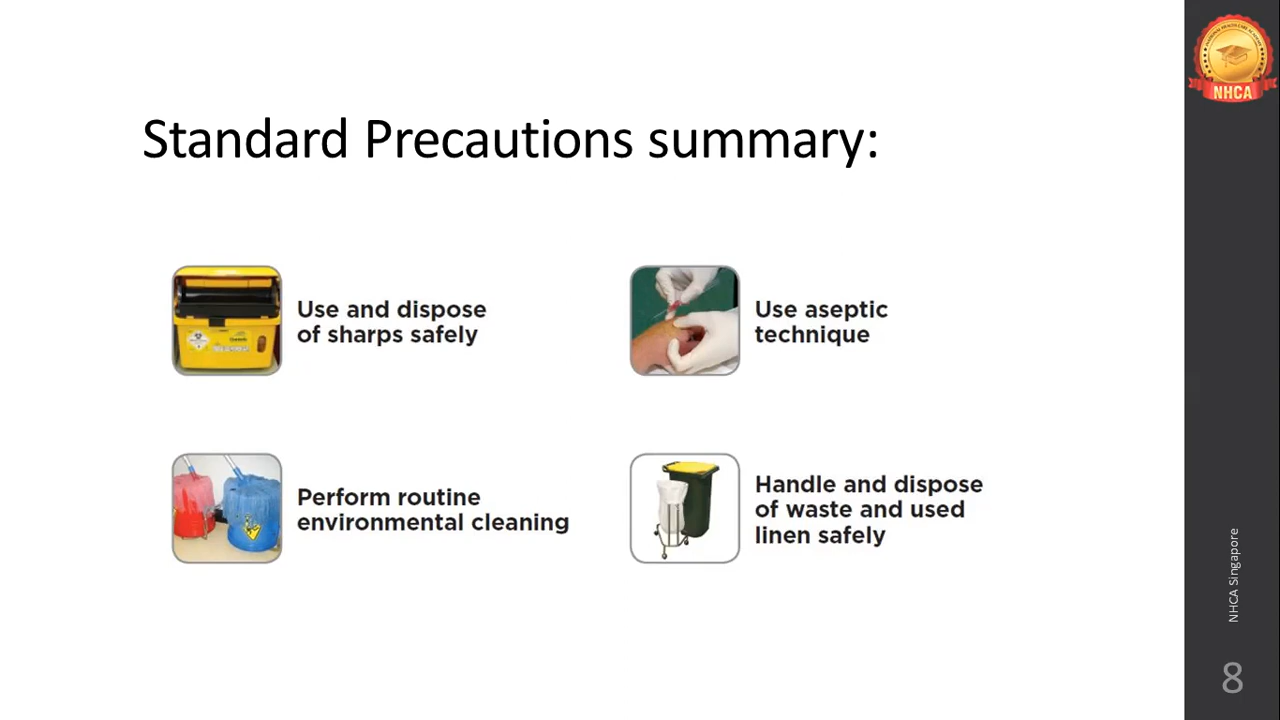 Standard Precautions summary:
Use and dispose
of sharps safely
Use aseptic
technique
Perform routine
environmental cleaning
Handle and dispose
of waste and used
linen safely
NHCA
NHCA Singapore
8